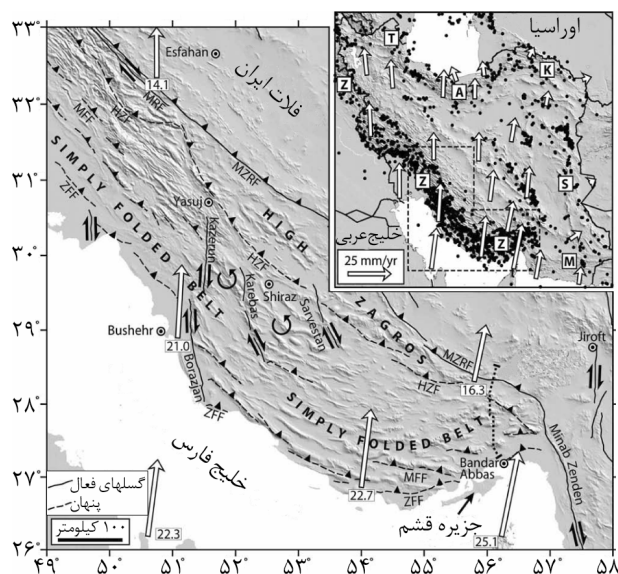 ۳۳°
۳۲°
۳۱°
۳۰°
۲۹°
۲۸°
۲۷°
۲۶°
Esfahan
14.1
فلات ایران
MRF
HZF
MFF
ZFF
MZRF
SIMPLY FOLDED BELT
Yasuj
HIGH ZAGROS
Kazerun
HZF
Karebas
Shiraz
Sarvestan
Bushehr
21.0
Borazjan
ZFF
SIMPLY FOLDED BELT
MZRF
16.3
HZF
Jiroft
Minab Zenden
خلیج فارس
Bandar Abbas
MFF
22.7
ZFF
جزیره قشم
25.1
22.3
گسلهای فعال
پنهان
۱۰۰ کیلومتر
۴۹° ۵۰° ۵۱° ۵۲° ۵۳° ۵۴° ۵۵° ۵۶° ۵۷° ۵۸°
اوراسیا
T
Z
A
K
Z
S
Z
M
خلیج عربی
25 mm/yr